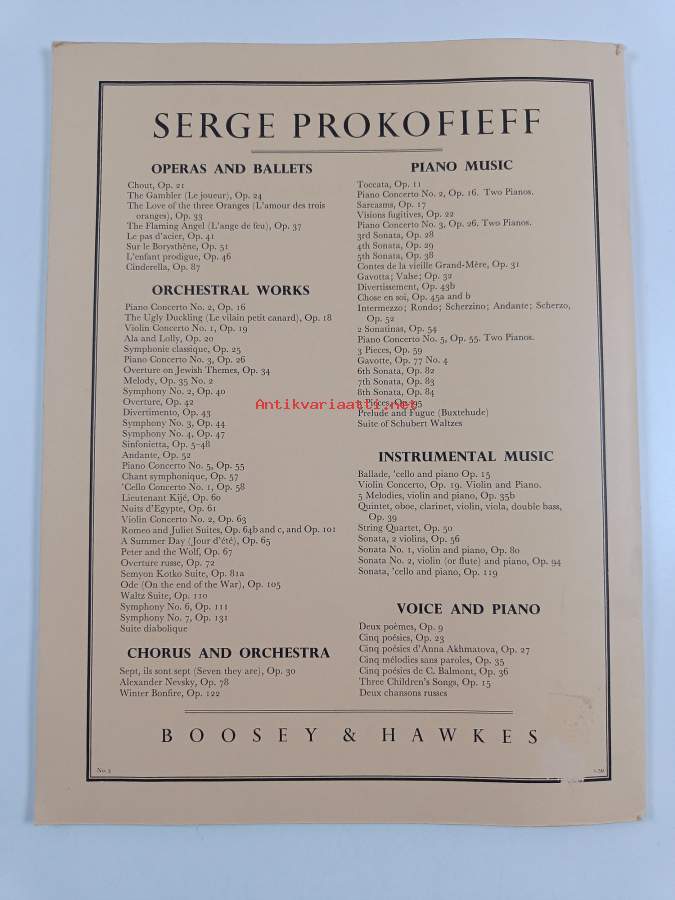 SERGE PROKOFIEFF
OPERAS AND BALLETS
Chout, Op. 21
The Gambler (Le joueur), Op. 24
The Love of the three Oranges (L'amour des trois
oranges), Op. 33
The Flaming Angel (L'ange de feu), Op. 37
Le pas d'acier, Op. 41
Sur le Borysthène, Op. 51
L'enfant prodigue, Op. 46
Cinderella, Op. 87
ORCHESTRAL WORKS
Piano Concerto No. 2, Op. 16
The Ugly Duckling (Le vilain petit canard), Op. 18
Violin Concerto No. 1, Op. 19
Ala and Lolly, Op. 20
Symphonie classique, Op. 25
Piano Concerto No. 3, Op. 26
Overture on Jewish Themes, Op. 34
Melody, Op. 35 No. 2
Symphony No. 2, Op. 40
Overture, Op. 42
Divertimento, Op. 43
Symphony No. 3, Op. 44
Symphony No. 4, Op. 47
Sinfonietta, Op. 5-48
Andante, Op. 52
Piano Concerto No. 5, Op. 55
Chant symphonique, Op. 57
'Cello Concerto No. 1, Op. 58
Lieutenant Kijé, Op. 60
Nuits d'Egypte, Op. 61
Violin Concerto No. 2, Op. 63
Romeo and Juliet Suites, Op. 64b and c, and Op. 101
A Summer Day (Jour d'été), Op. 65
Peter and the Wolf, Op. 67
Overture russe, Op. 72
Semyon Kotko Suite, Op. 81a
Ode (On the end of the War), Op. 105
Waltz Suite, Op. 110
Symphony No. 6, Op. 111
Symphony No. 7, Op. 131
Suite diabolique
CHORUS AND ORCHESTRA
Sept, ils sont sept (Seven they are), Op. 30
Alexander Nevsky, Op. 78
Winter Bonfire, Op. 122
PIANO MUSIC
Toccata, Op. 11
Piano Concerto No. 2, Op. 16. Two Pianos.
Sarcasms, Op. 17
Visions fugitives, Op. 22
Piano Concerto No. 3, Op. 26. Two Pianos.
3rd Sonata, Op. 28
4th Sonata, Op. 29
5th Sonata, Op. 38
Contes de la vieille Grand-Mère, Op. 31
Gavotta; Valse; Op. 32
Divertissement, Op. 43b
Chose en soi, Op. 45a and b
Intermezzo; Rondo; Scherzino; Andante; Scherzo,
Op. 52
2 Sonatinas, Op. 54
Piano Concerto No. 5, Op. 55. Two Pianos.
3 Pieces, Op. 59
Gavotte, Op. 77 No. 4
6th Sonata, Op. 82
7th Sonata, Op. 83
8th Sonata, Op. 84
Pieces, Op. 95
Antikvariaatti.net
Prelude and Fugue (Buxtehude)
Suite of Schubert Waltzes
INSTRUMENTAL MUSIC
Ballade, 'cello and piano Op. 15
Violin Concerto, Op. 19. Violin and Piano.
5 Melodies, violin and piano, Op. 35b
Quintet, oboe, clarinet, violin, viola, double bass,
Op. 39
String Quartet, Op. 50
Sonata, 2 violins, Op. 56
Sonata No. 1, violin and piano, Op. 80
Sonata No. 2, violin (or flute) and piano, Op. 94
Sonata, 'cello and piano, Op. 119
VOICE AND PIANO
Deux poèmes, Op. 9
Cinq poésies, Op. 23
Cinq poésies d'Anna Akhmatova, Op. 27
Cinq mélodies sans paroles, Op. 35
Cinq poésies de C. Balmont, Op. 36
Three Children's Songs, Op. 15
Deux chansons russes
BOOSEY & HAWKES